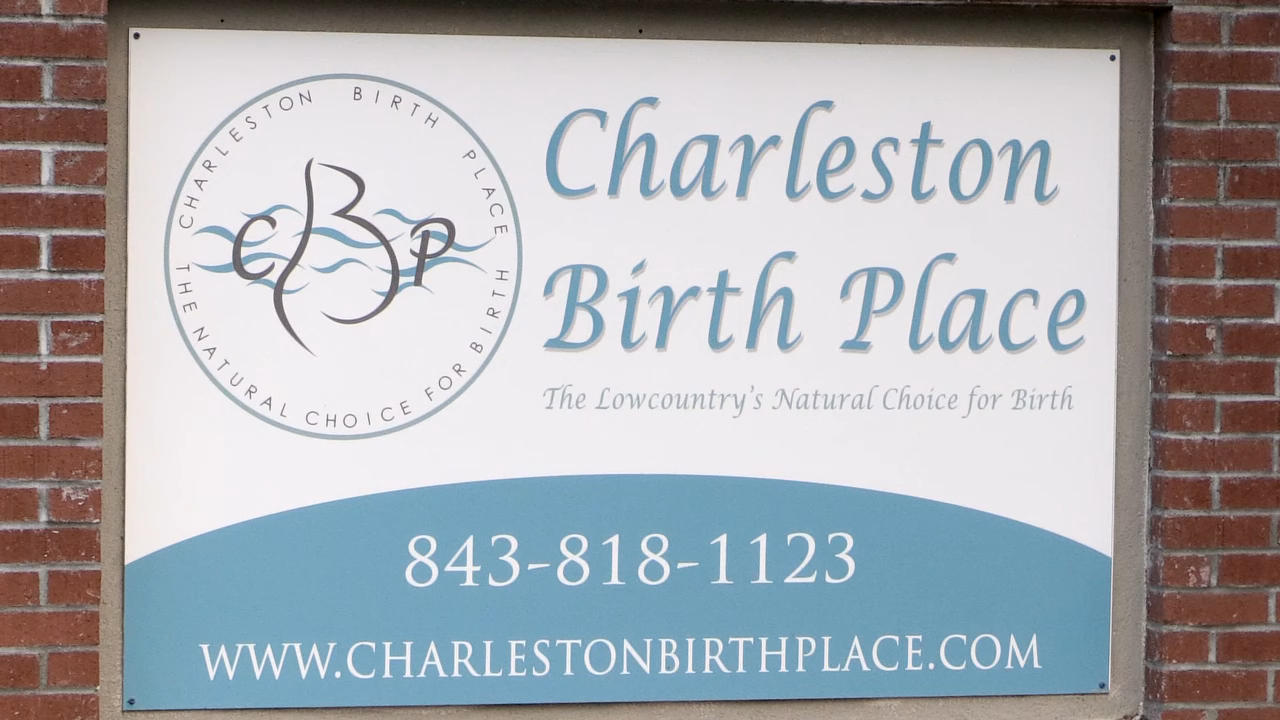 CHARLESTON BIRTH PLACE
CBP
THE NATURAL CHOICE FOR BIRTH
Charleston
Birth Place
The Lowcountry's Natural Choice for Birth
843-818-1123
WWW.CHARLESTONBIRTHPLACE.COM